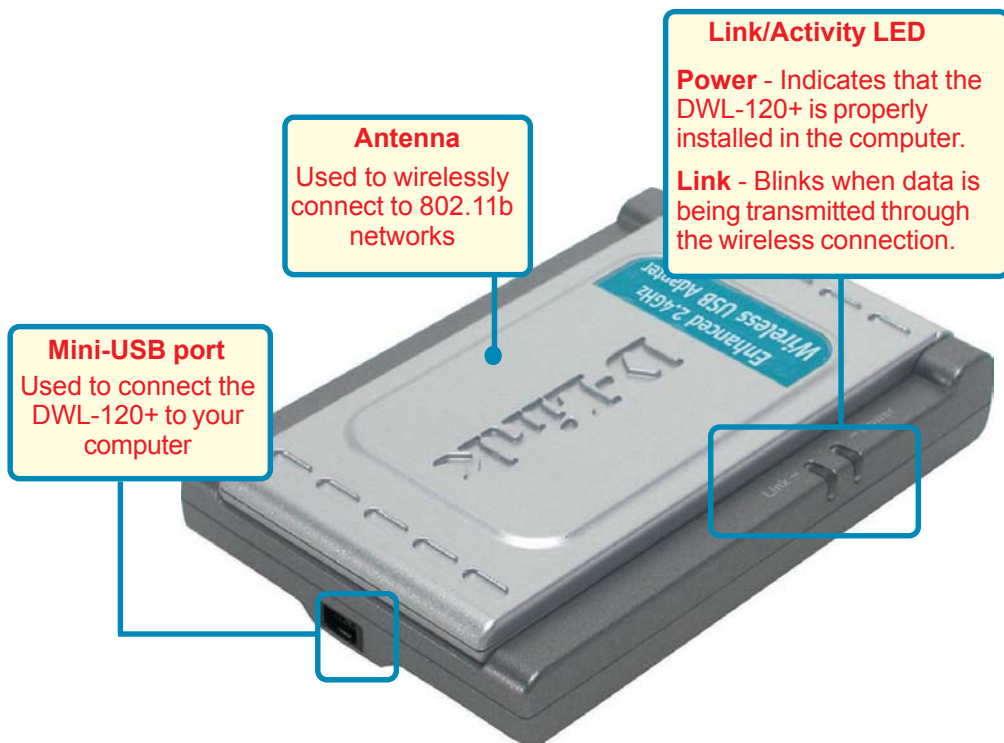 Link/Activity LED
Power - Indicates that the
DWL-120+ is properly
installed in the computer.
Link - Blinks when data is
being transmitted through
the wireless connection.
Antenna
Used to wirelessly
connect to 802.11b
networks
Mini-USB port
Used to connect the
DWL-120+ to your
computer
Enhanced 2.4GHz
Wireless USB Adapter
D-Link
Link -
- Power